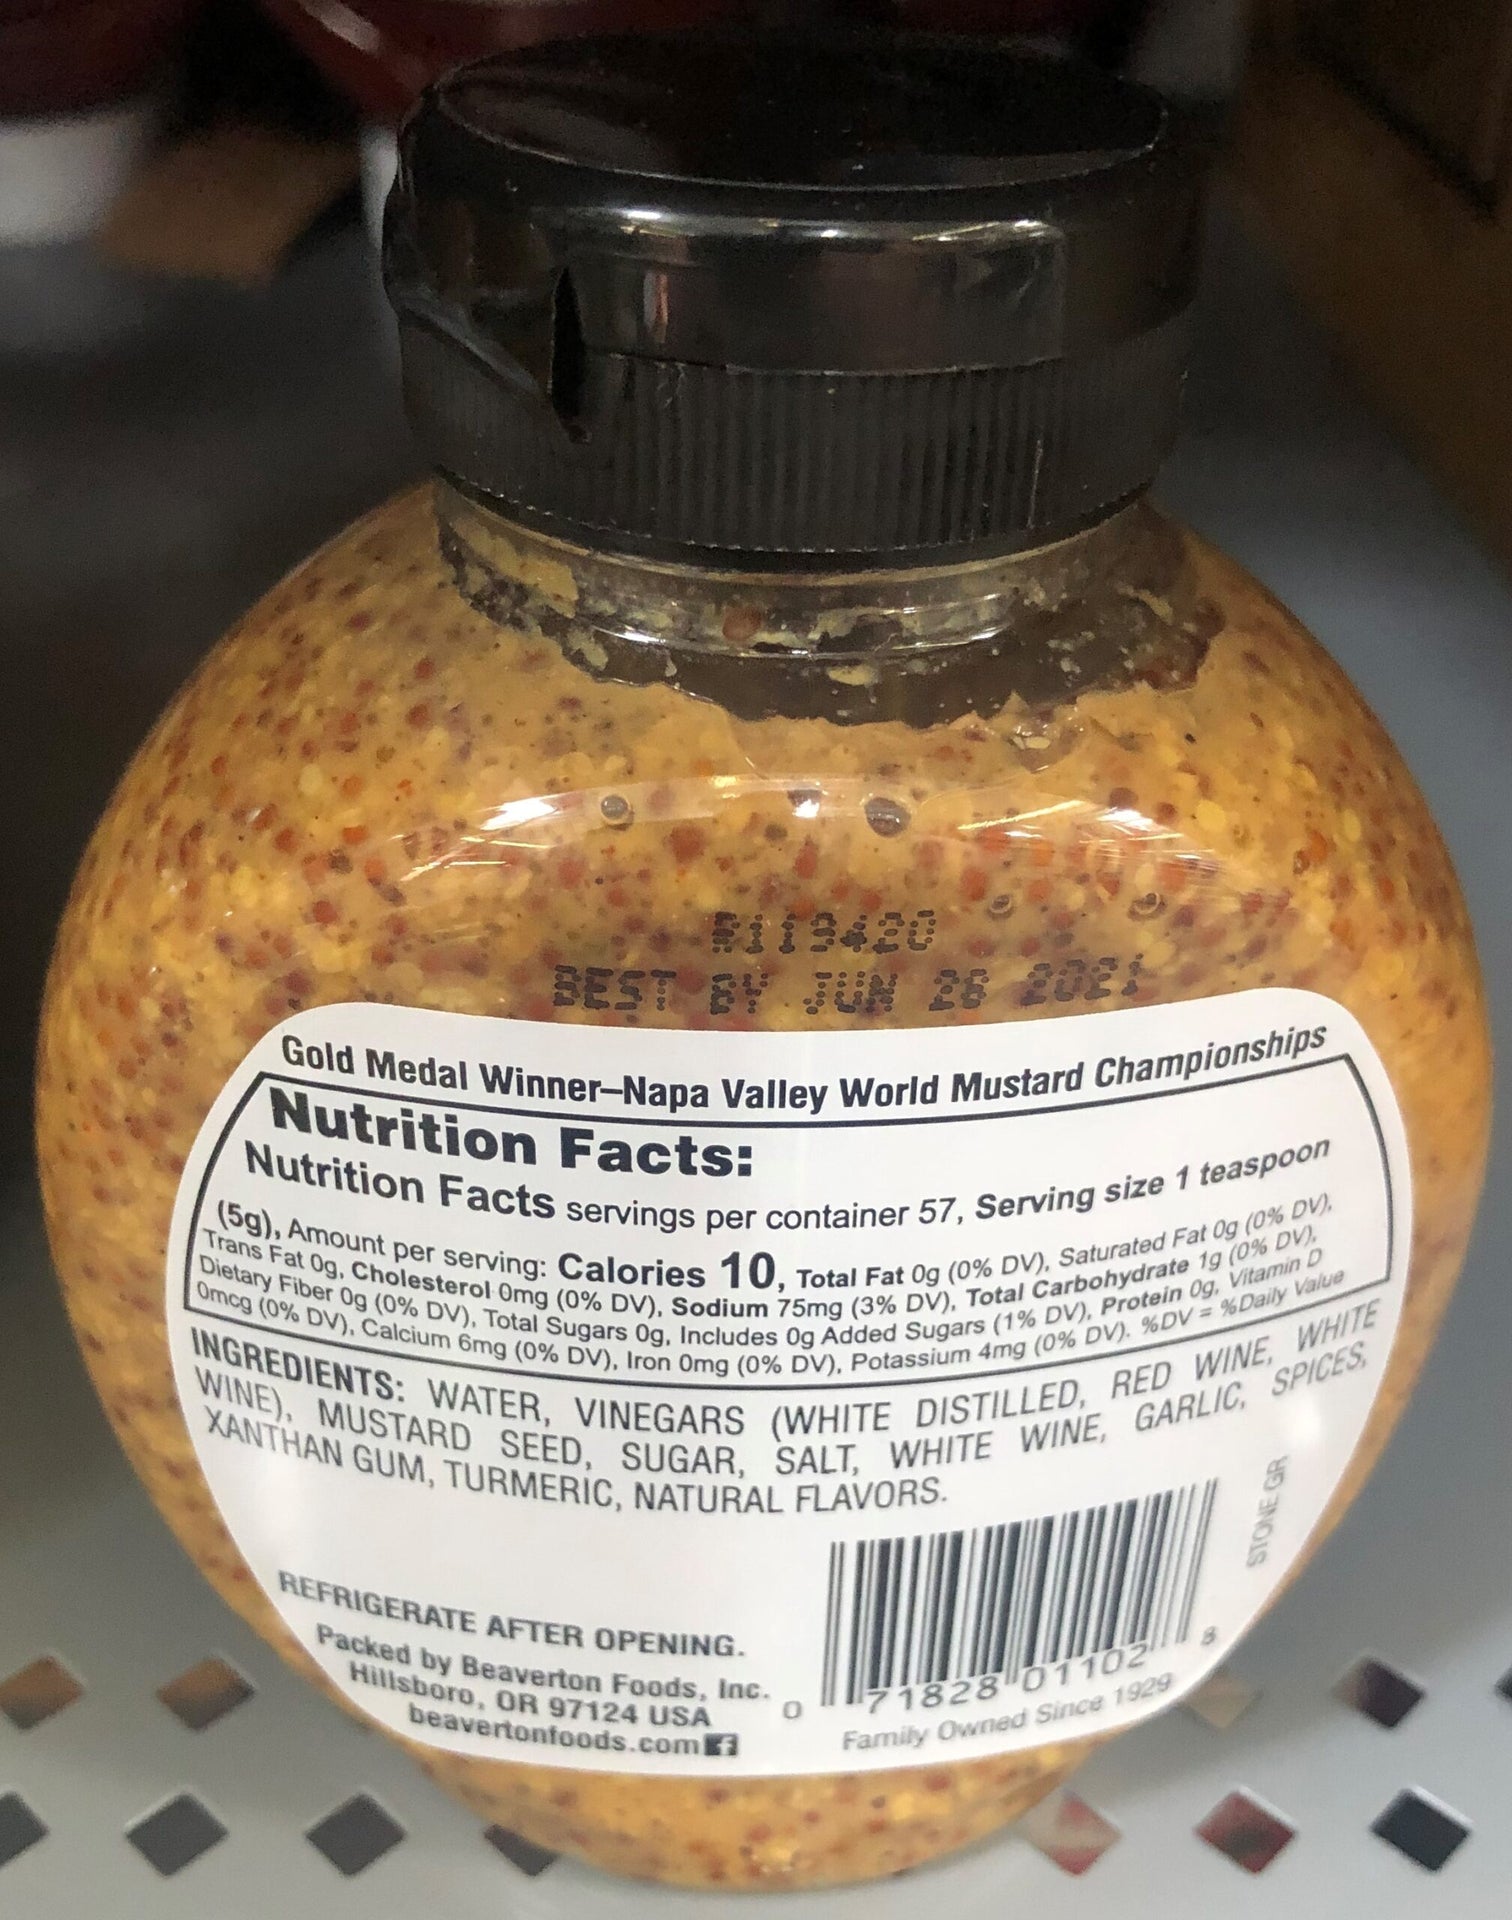 BEST BY JUN 26 2021
Gold Medal Winner–Napa Valley World Mustard Championships
Nutrition Facts:
Nutrition Facts servings per container 57, Serving size 1 teaspoon
(5g), Amount per serving: Calories 10, Total Fat 0g (0% DV), Saturated Fat 0g (0% DV),
Trans Fat 0g, Cholesterol 0mg (0% DV), Sodium 75mg (3% DV), Total Carbohydrate 1g (0% DV),
Dietary Fiber 0g (0% DV), Total Sugars 0g, Includes 0g Added Sugars (1% DV), Protein 0g, Vitamin D
0mcg (0% DV), Calcium 6mg (0% DV), Iron 0mg (0% DV), Potassium 4mg (0% DV). %DV = %Daily Value
INGREDIENTS: WATER, VINEGARS (WHITE DISTILLED, RED WINE, WHITE
WINE), MUSTARD SEED, SUGAR, SALT, WHITE WINE, GARLIC, SPICES,
XANTHAN GUM, TURMERIC, NATURAL FLAVORS.
STONE GR
REFRIGERATE AFTER OPENING.
Packed by Beaverton Foods, Inc.
Hillsboro, OR 97124 USA
beavertonfoods.com
0 71828 01102 8
Family Owned Since 1929